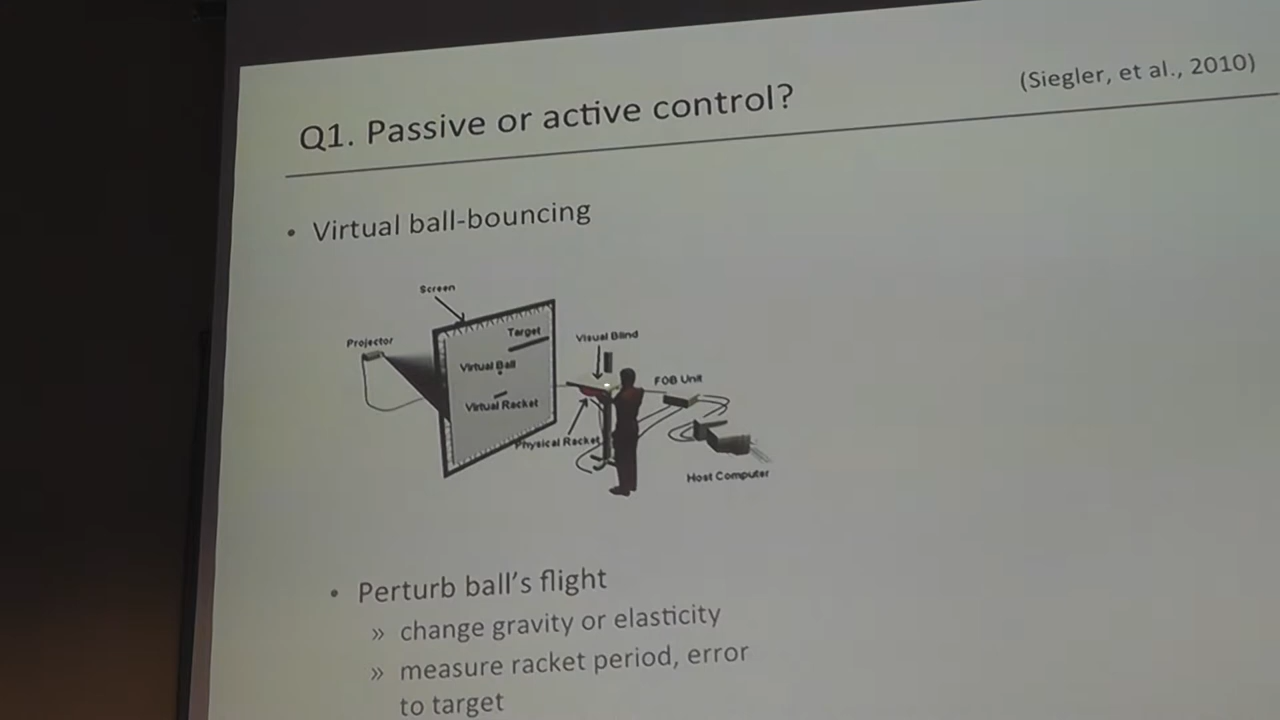 (Siegler, et al., 2010)
Q1. Passive or active control?
• Virtual ball-bouncing
Screen
Projector
Target
Visual Blind
Virtual Ball
FOB Unit
Virtual Racket
Physical Racket
Host Computer
• Perturb ball's flight
» change gravity or elasticity
» measure racket period, error
to target